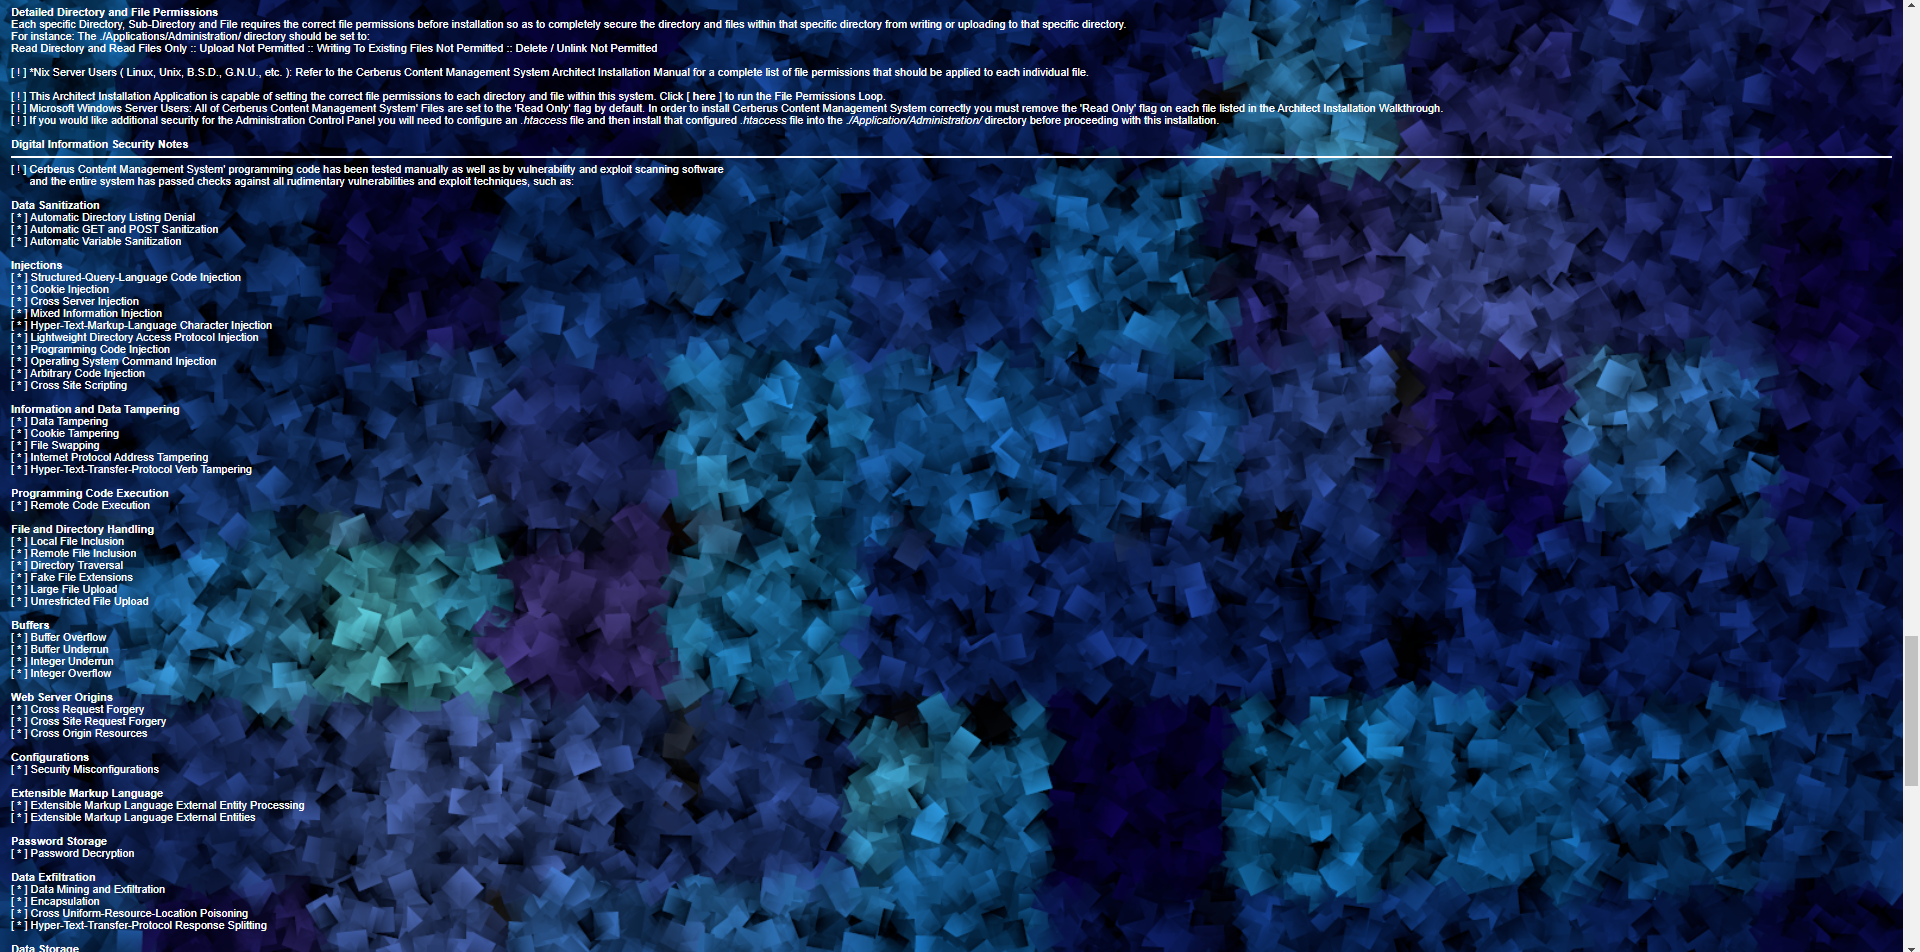 Detailed Directory and File Permissions
Each specific Directory, Sub-Directory and File requires the correct file permissions before installation so as to completely secure the directory and files within that specific directory from writing or uploading to that specific directory.
For instance: The ./Applications/Administration/ directory should be set to:
Read Directory and Read Files Only :: Upload Not Permitted :: Writing To Existing Files Not Permitted :: Delete / Unlink Not Permitted
[ ! ] *Nix Server Users ( Linux, Unix, B.S.D., G.N.U., etc. ): Refer to the Cerberus Content Management System Architect Installation Manual for a complete list of file permissions that should be applied to each individual file.
[ ! ] This Architect Installation Application is capable of setting the correct file permissions to each directory and file within this system. Click [ here ] to run the File Permissions Loop.
[ ! ] Microsoft Windows Server Users: All of Cerberus Content Management System' Files are set to the 'Read Only' flag by default. In order to install Cerberus Content Management System correctly you must remove the 'Read Only' flag on each file listed in the Architect Installation Walkthrough.
[ ! ] If you would like additional security for the Administration Control Panel you will need to configure an .htaccess file and then install that configured .htaccess file into the ./Application/Administration/ directory before proceeding with this installation.
Digital Information Security Notes
[ ! ] Cerberus Content Management System' programming code has been tested manually as well as by vulnerability and exploit scanning software
and the entire system has passed checks against all rudimentary vulnerabilities and exploit techniques, such as:
Data Sanitization
[ * ] Automatic Directory Listing Denial
[ * ] Automatic GET and POST Sanitization
[ * ] Automatic Variable Sanitization
Injections
[ * ] Structured-Query-Language Code Injection
[ * ] Cookie Injection
[ * ] Cross Server Injection
[ * ] Mixed Information Injection
[ * ] Hyper-Text-Markup-Language Character Injection
[ * ] Lightweight Directory Access Protocol Injection
[ * ] Programming Code Injection
[ * ] Operating System Command Injection
[ * ] Arbitrary Code Injection
[ * ] Cross Site Scripting
Information and Data Tampering
[ * ] Data Tampering
[ * ] Cookie Tampering
[ * ] File Swapping
[ * ] Internet Protocol Address Tampering
[ * ] Hyper-Text-Transfer-Protocol Verb Tampering
Programming Code Execution
[ * ] Remote Code Execution
File and Directory Handling
[ * ] Local File Inclusion
[ * ] Remote File Inclusion
[ * ] Directory Traversal
[ * ] Fake File Extensions
[ * ] Large File Upload
[ * ] Unrestricted File Upload
Buffers
[ * ] Buffer Overflow
[ * ] Buffer Underrun
[ * ] Integer Underrun
[ * ] Integer Overflow
Web Server Origins
[ * ] Cross Request Forgery
[ * ] Cross Site Request Forgery
[ * ] Cross Origin Resources
Configurations
[ * ] Security Misconfigurations
Extensible Markup Language
[ * ] Extensible Markup Language External Entity Processing
[ * ] Extensible Markup Language External Entities
Password Storage
[ * ] Password Decryption
Data Exfiltration
[ * ] Data Mining and Exfiltration
[ * ] Encapsulation
[ * ] Cross Uniform-Resource-Location Poisoning
[ * ] Hyper-Text-Transfer-Protocol Response Splitting
Data Storage